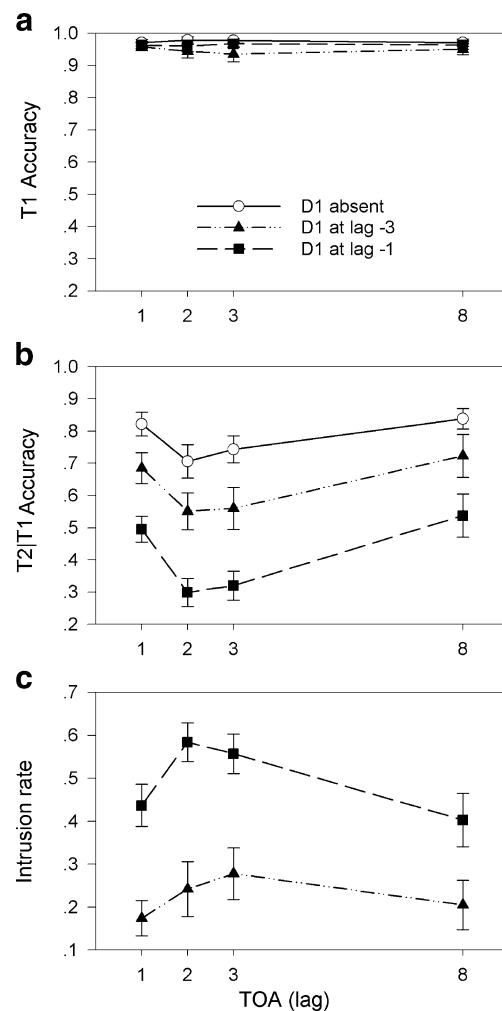 a
1.0
.9
.8
.7
.6
.5
.4
.3
.2
T1 Accuracy
D1 absent
D1 at lag -3
D1 at lag -1
1 2 3 8
b
1.0
.9
.8
.7
.6
.5
.4
.3
.2
T2|T1 Accuracy
1 2 3 8
c
.7
.6
.5
.4
.3
.2
.1
Intrusion rate
1 2 3 8
TOA (lag)